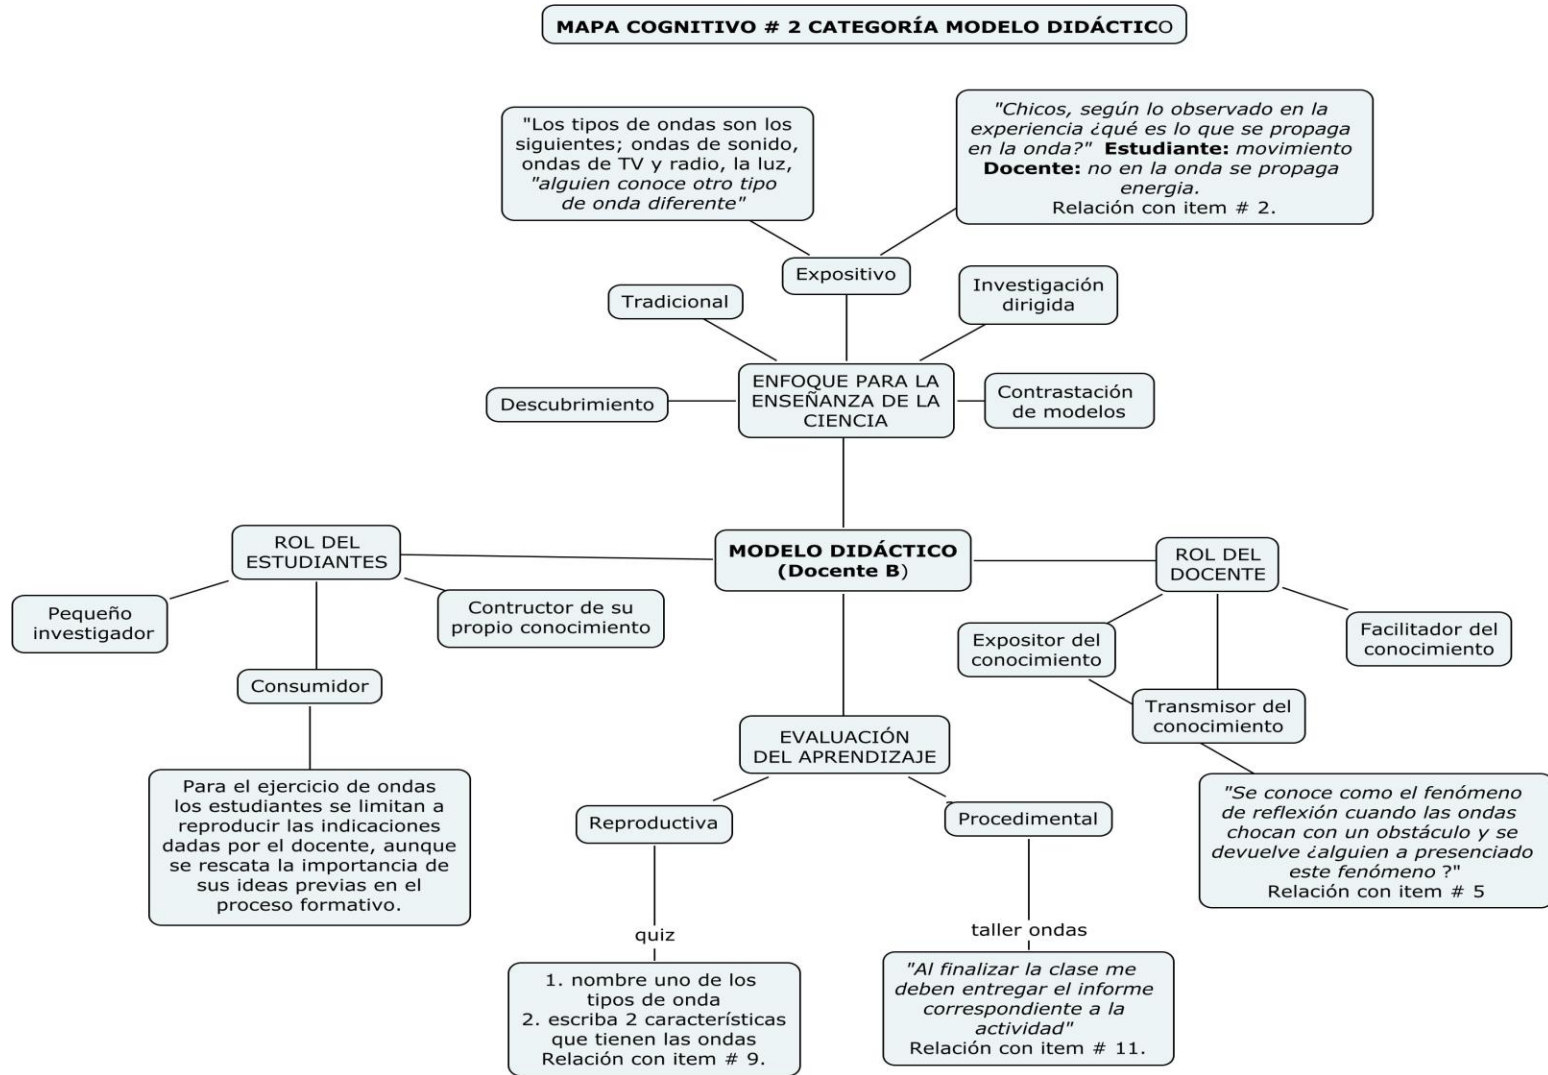 MAPA COGNITIVO # 2 CATEGORÍA MODELO DIDÁCTICO
"Los tipos de ondas son los
siguientes; ondas de sonido,
ondas de TV y radio, la luz,
"alguien conoce otro tipo
de onda diferente"
"Chicos, según lo observado en la
experiencia ¿qué es lo que se propaga
en la onda?" Estudiante: movimiento
Docente: no en la onda se propaga
energia.
Relación con item # 2.
Expositivo
Tradicional
Investigación
dirigida
Descubrimiento
ENFOQUE PARA LA
ENSEÑANZA DE LA
CIENCIA
Contrastación
de modelos
ROL DEL
ESTUDIANTES
MODELO DIDÁCTICO
(Docente B)
ROL DEL
DOCENTE
Pequeño
investigador
Contructor de su
propio conocimiento
Consumidor
Expositor del
conocimiento
Facilitador del
conocimiento
Transmisor del
conocimiento
Para el ejercicio de ondas
los estudiantes se limitan a
reproducir las indicaciones
dadas por el docente, aunque
se rescata la importancia de
sus ideas previas en el
proceso formativo.
EVALUACIÓN
DEL APRENDIZAJE
Reproductiva
Procedimental
"Se conoce como el fenómeno
de reflexión cuando las ondas
chocan con un obstáculo y se
devuelve ¿alguien a presenciado
este fenómeno ?"
Relación con item # 5
quiz
taller ondas
1. nombre uno de los
tipos de onda
2. escriba 2 características
que tienen las ondas
Relación con item # 9.
"Al finalizar la clase me
deben entregar el informe
correspondiente a la
actividad"
Relación con item # 11.